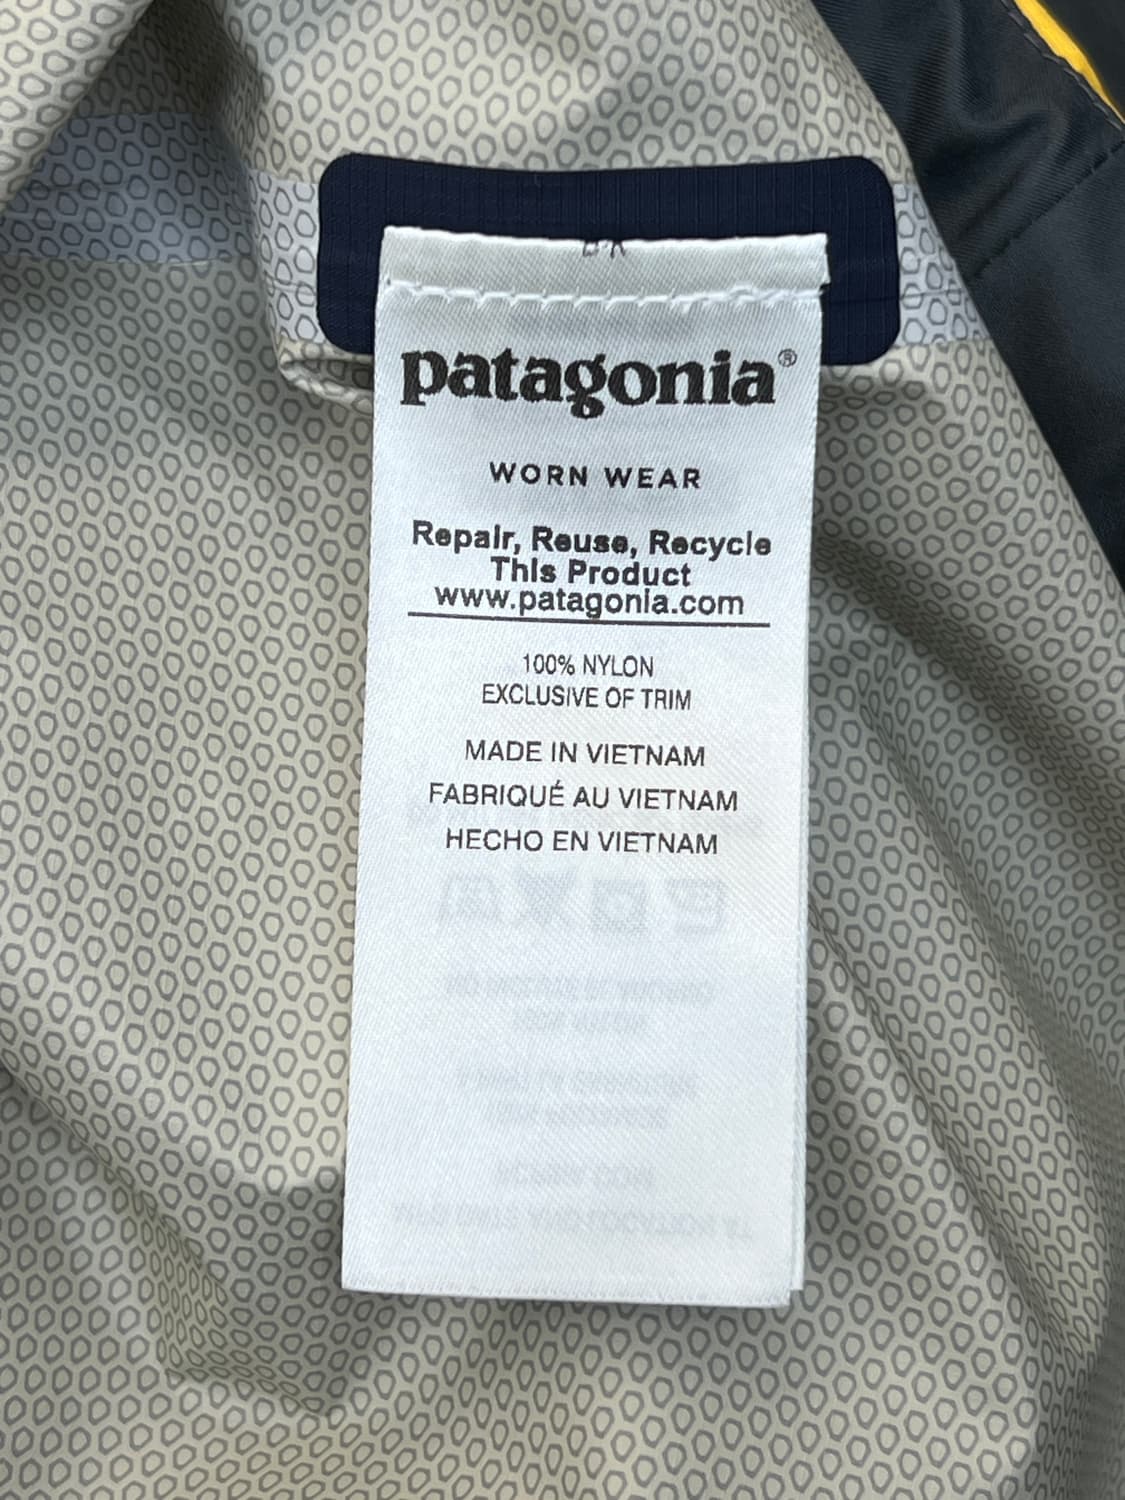 patagonia®
WORN WEAR
Repair, Reuse, Recycle
This Product
www.patagonia.com
100% NYLON
EXCLUSIVE OF TRIM
MADE IN VIETNAM
FABRIQUÉ AU VIETNAM
HECHO EN VIETNAM